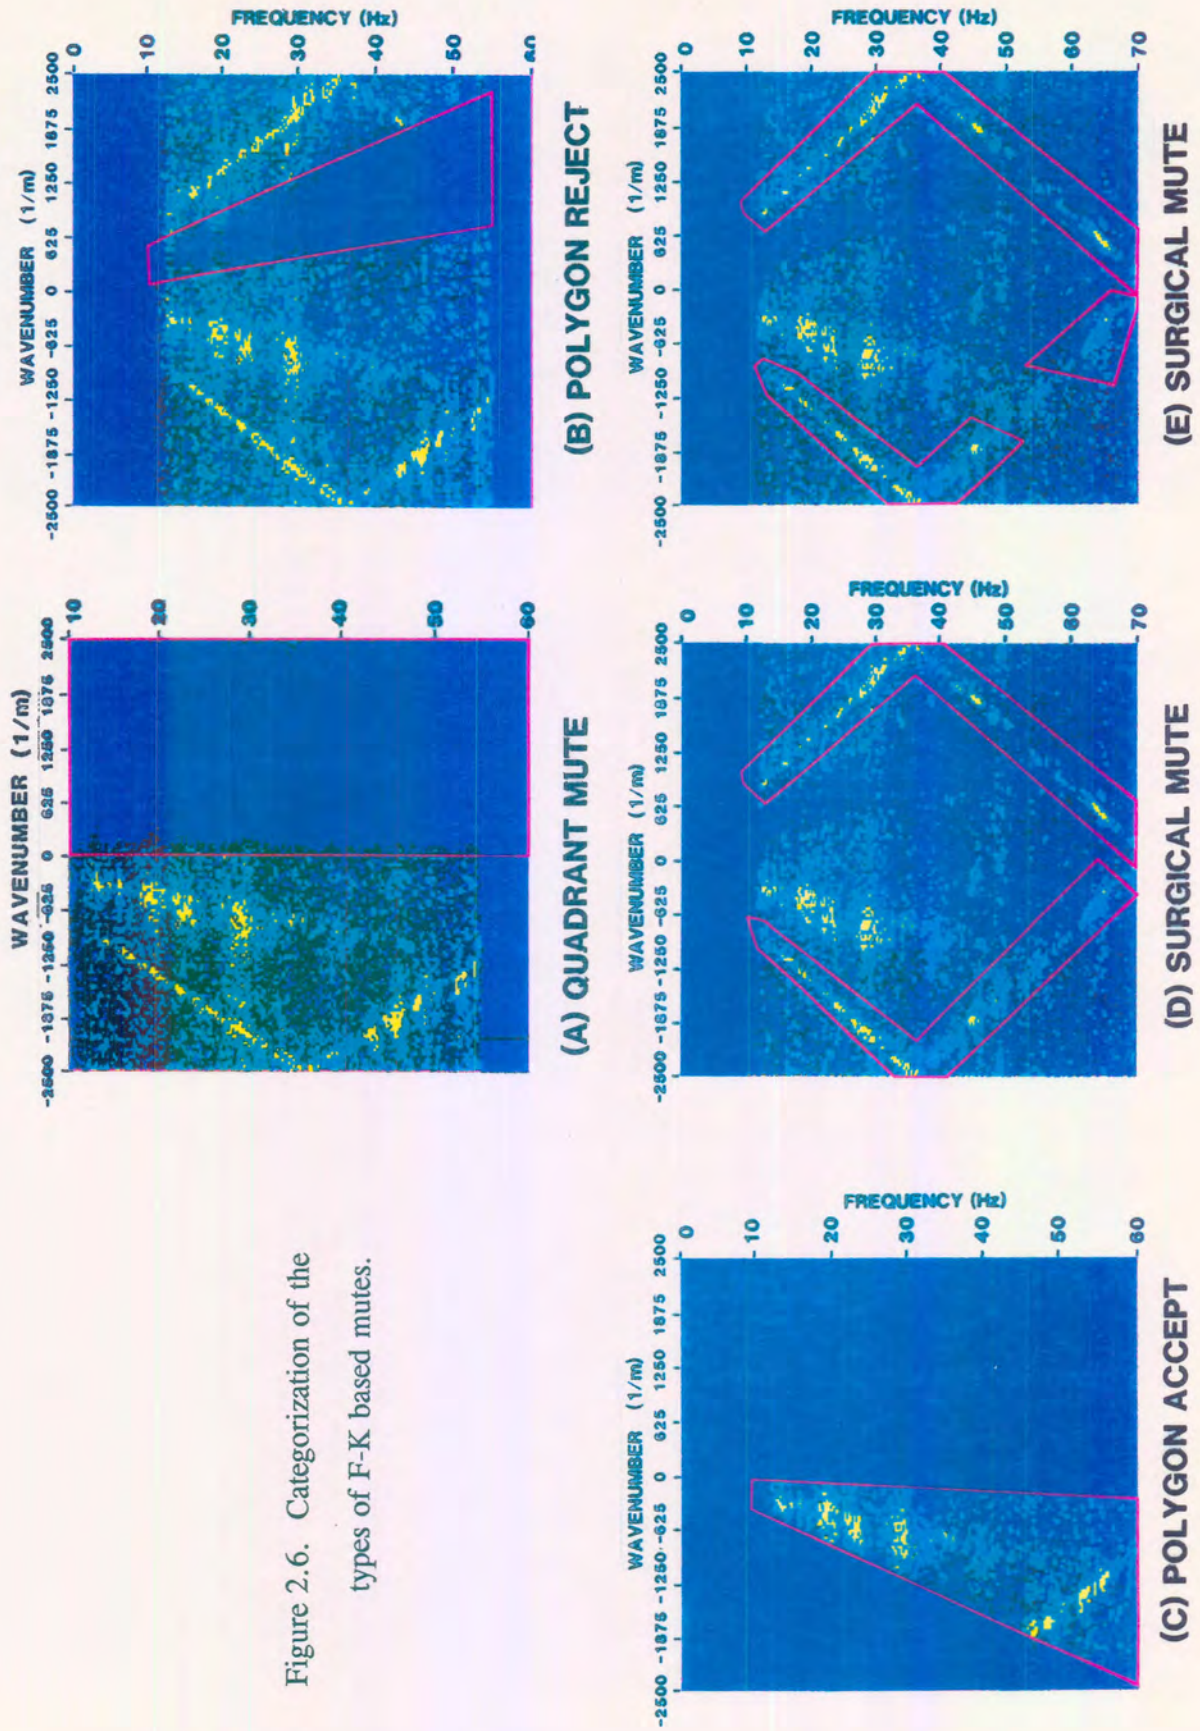 Figure 2.6. Categorization of the
types of F-K based mutes.
WAVENUMBER (1/m)
-2500 -1875 -1250 -625 0 625 1250 1875 2500
10
20
30
40
50
60
(A) QUADRANT MUTE
WAVENUMBER (1/m)
-2500 -1875 -1250 -625 0 625 1250 1875 2500
0
10
20
30
40
50
60
FREQUENCY (Hz)
(B) POLYGON REJECT
WAVENUMBER (1/m)
-2500 -1875 -1250 -625 0 625 1250 1875 2500
0
10
20
30
40
50
60
FREQUENCY (Hz)
(C) POLYGON ACCEPT
WAVENUMBER (1/m)
-2500 -1875 -1250 -625 0 625 1250 1875 2500
0
10
20
30
40
50
60
70
FREQUENCY (Hz)
(D) SURGICAL MUTE
WAVENUMBER (1/m)
-2500 -1875 -1250 -625 0 625 1250 1875 2500
0
10
20
30
40
50
60
70
FREQUENCY (Hz)
(E) SURGICAL MUTE